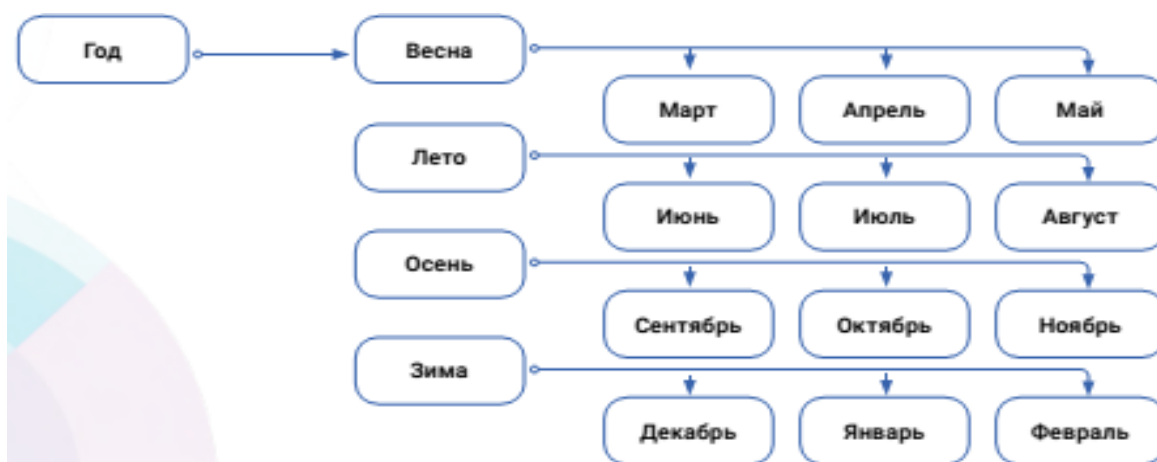 Год
Весна
Март Апрель Май
Лето
Июнь Июль Август
Осень
Сентябрь Октябрь Ноябрь
Зима
Декабрь Январь Февраль